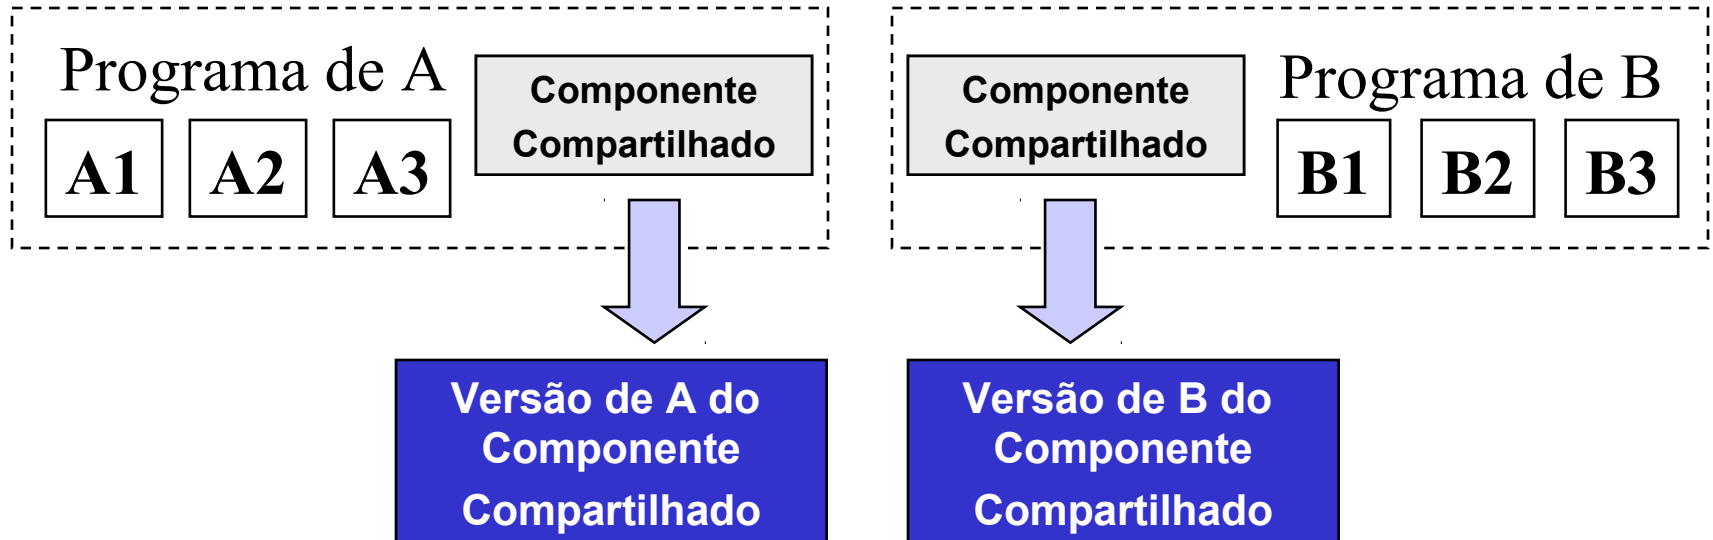 Programa de A
Componente
Compartilhado
A1 A2 A3
Componente
Compartilhado
Programa de B
B1 B2 B3
Versão de A do
Componente
Compartilhado
Versão de B do
Componente
Compartilhado